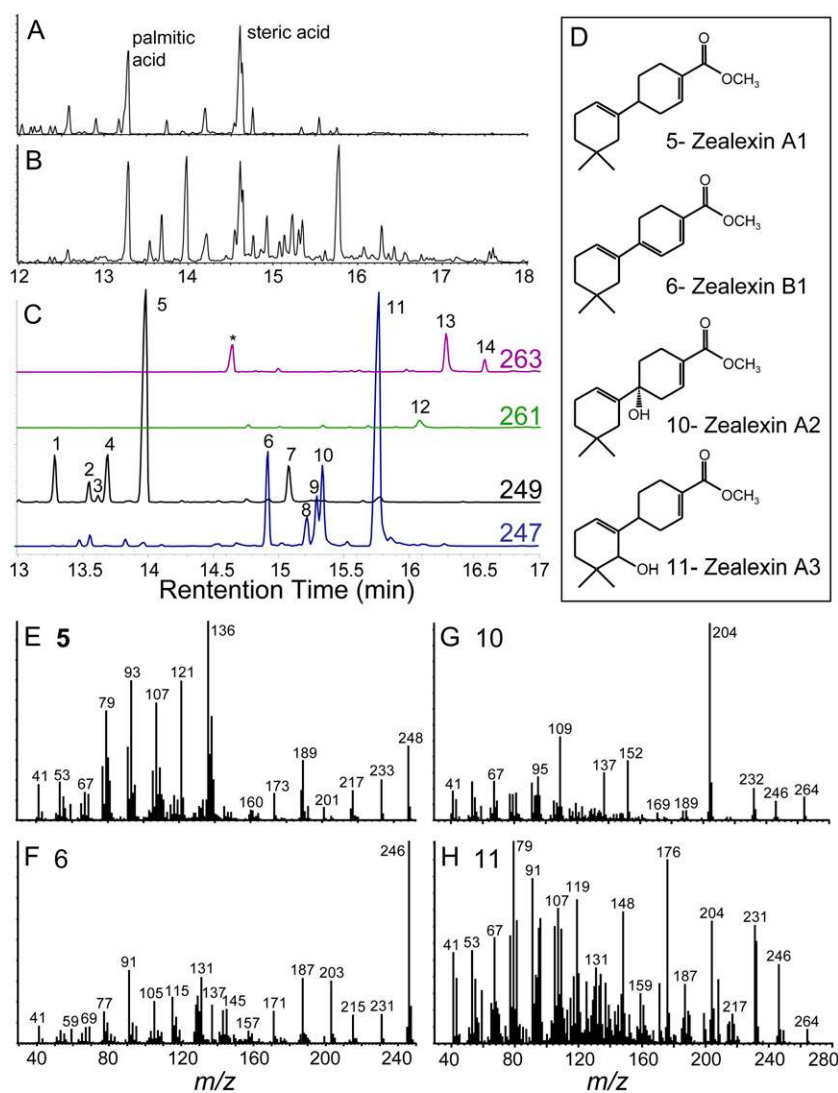 A
palmitic
acid
steric acid
B
12 13 14 15 16 17 18
C
5
11
13
*
14
263
12
261
1
2
3
4
6
7
8
9
10
249
247
13 13.5 14 14.5 15 15.5 16 16.5 17
Rentention Time (min)
D
O
OCH3
5- Zealexin A1
O
OCH3
6- Zealexin B1
O
OCH3
OH
10- Zealexin A2
O
OCH3
OH
11- Zealexin A3
E 5
41 53 67 79 93 107 121 136 160 173 189 201 217 233 248
G 10
41 67 95 109 137 152 169 189 204 232 246 264
F 6
41 59 69 77 91 105 115 131 137 145 157 171 187 203 215 231 246
40 80 120 160 200 250
m/z
H 11
41 53 67 79 91 107 119 131 148 159 176 187 204 217 231 246 264
40 80 120 160 200 240 280
m/z